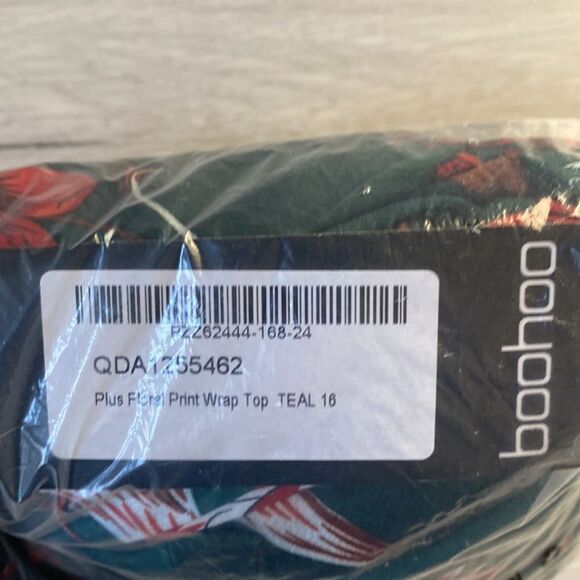 PZZ62444-168-24
QDA1255462
Plus Floral Print Wrap Top TEAL 16
boohoo